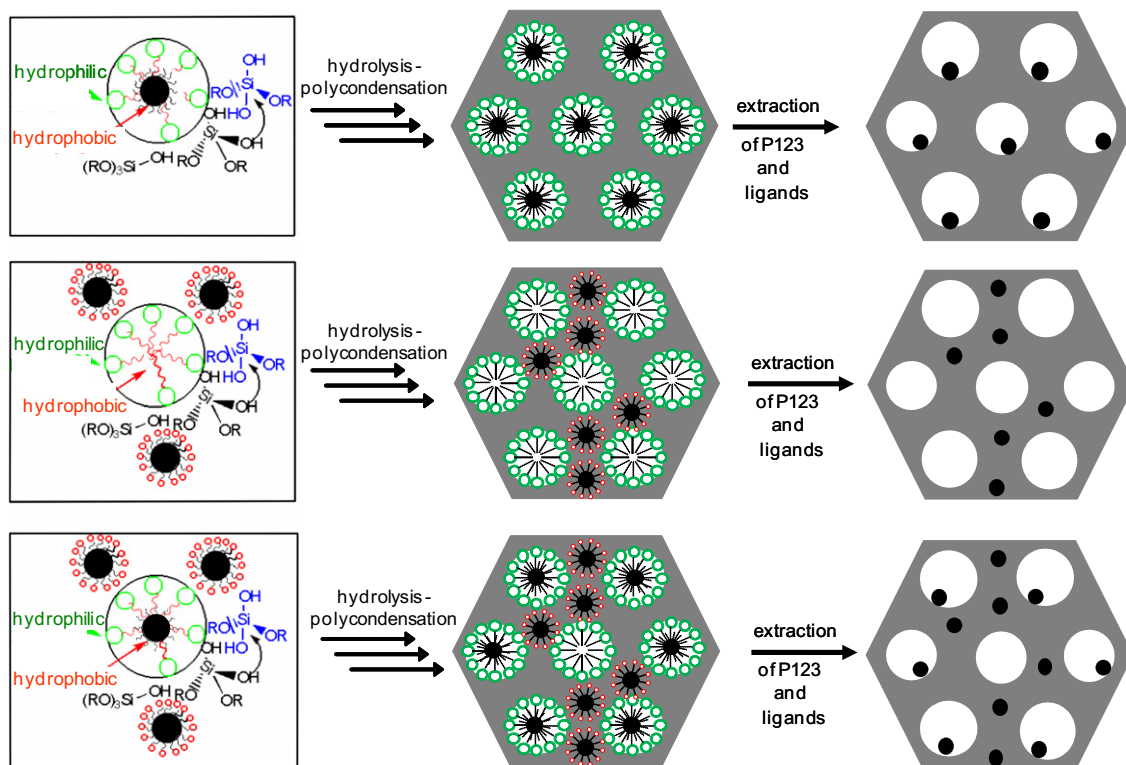 hydrophilic
hydrophobic
OH
RO
Si
OR
HO
OH
Si
OH
(RO)₃Si
OH
RO
OR
hydrolysis-
polycondensation
extraction
of P123
and
ligands
hydrophilic
hydrophobic
OH
RO
Si
OR
HO
OH
Si
OH
(RO)₃Si
OH
RO
OR
hydrolysis-
polycondensation
extraction
of P123
and
ligands
hydrophilic
hydrophobic
OH
RO
Si
OR
HO
OH
Si
OH
(RO)₃Si
OH
RO
OR
hydrolysis-
polycondensation
extraction
of P123
and
ligands